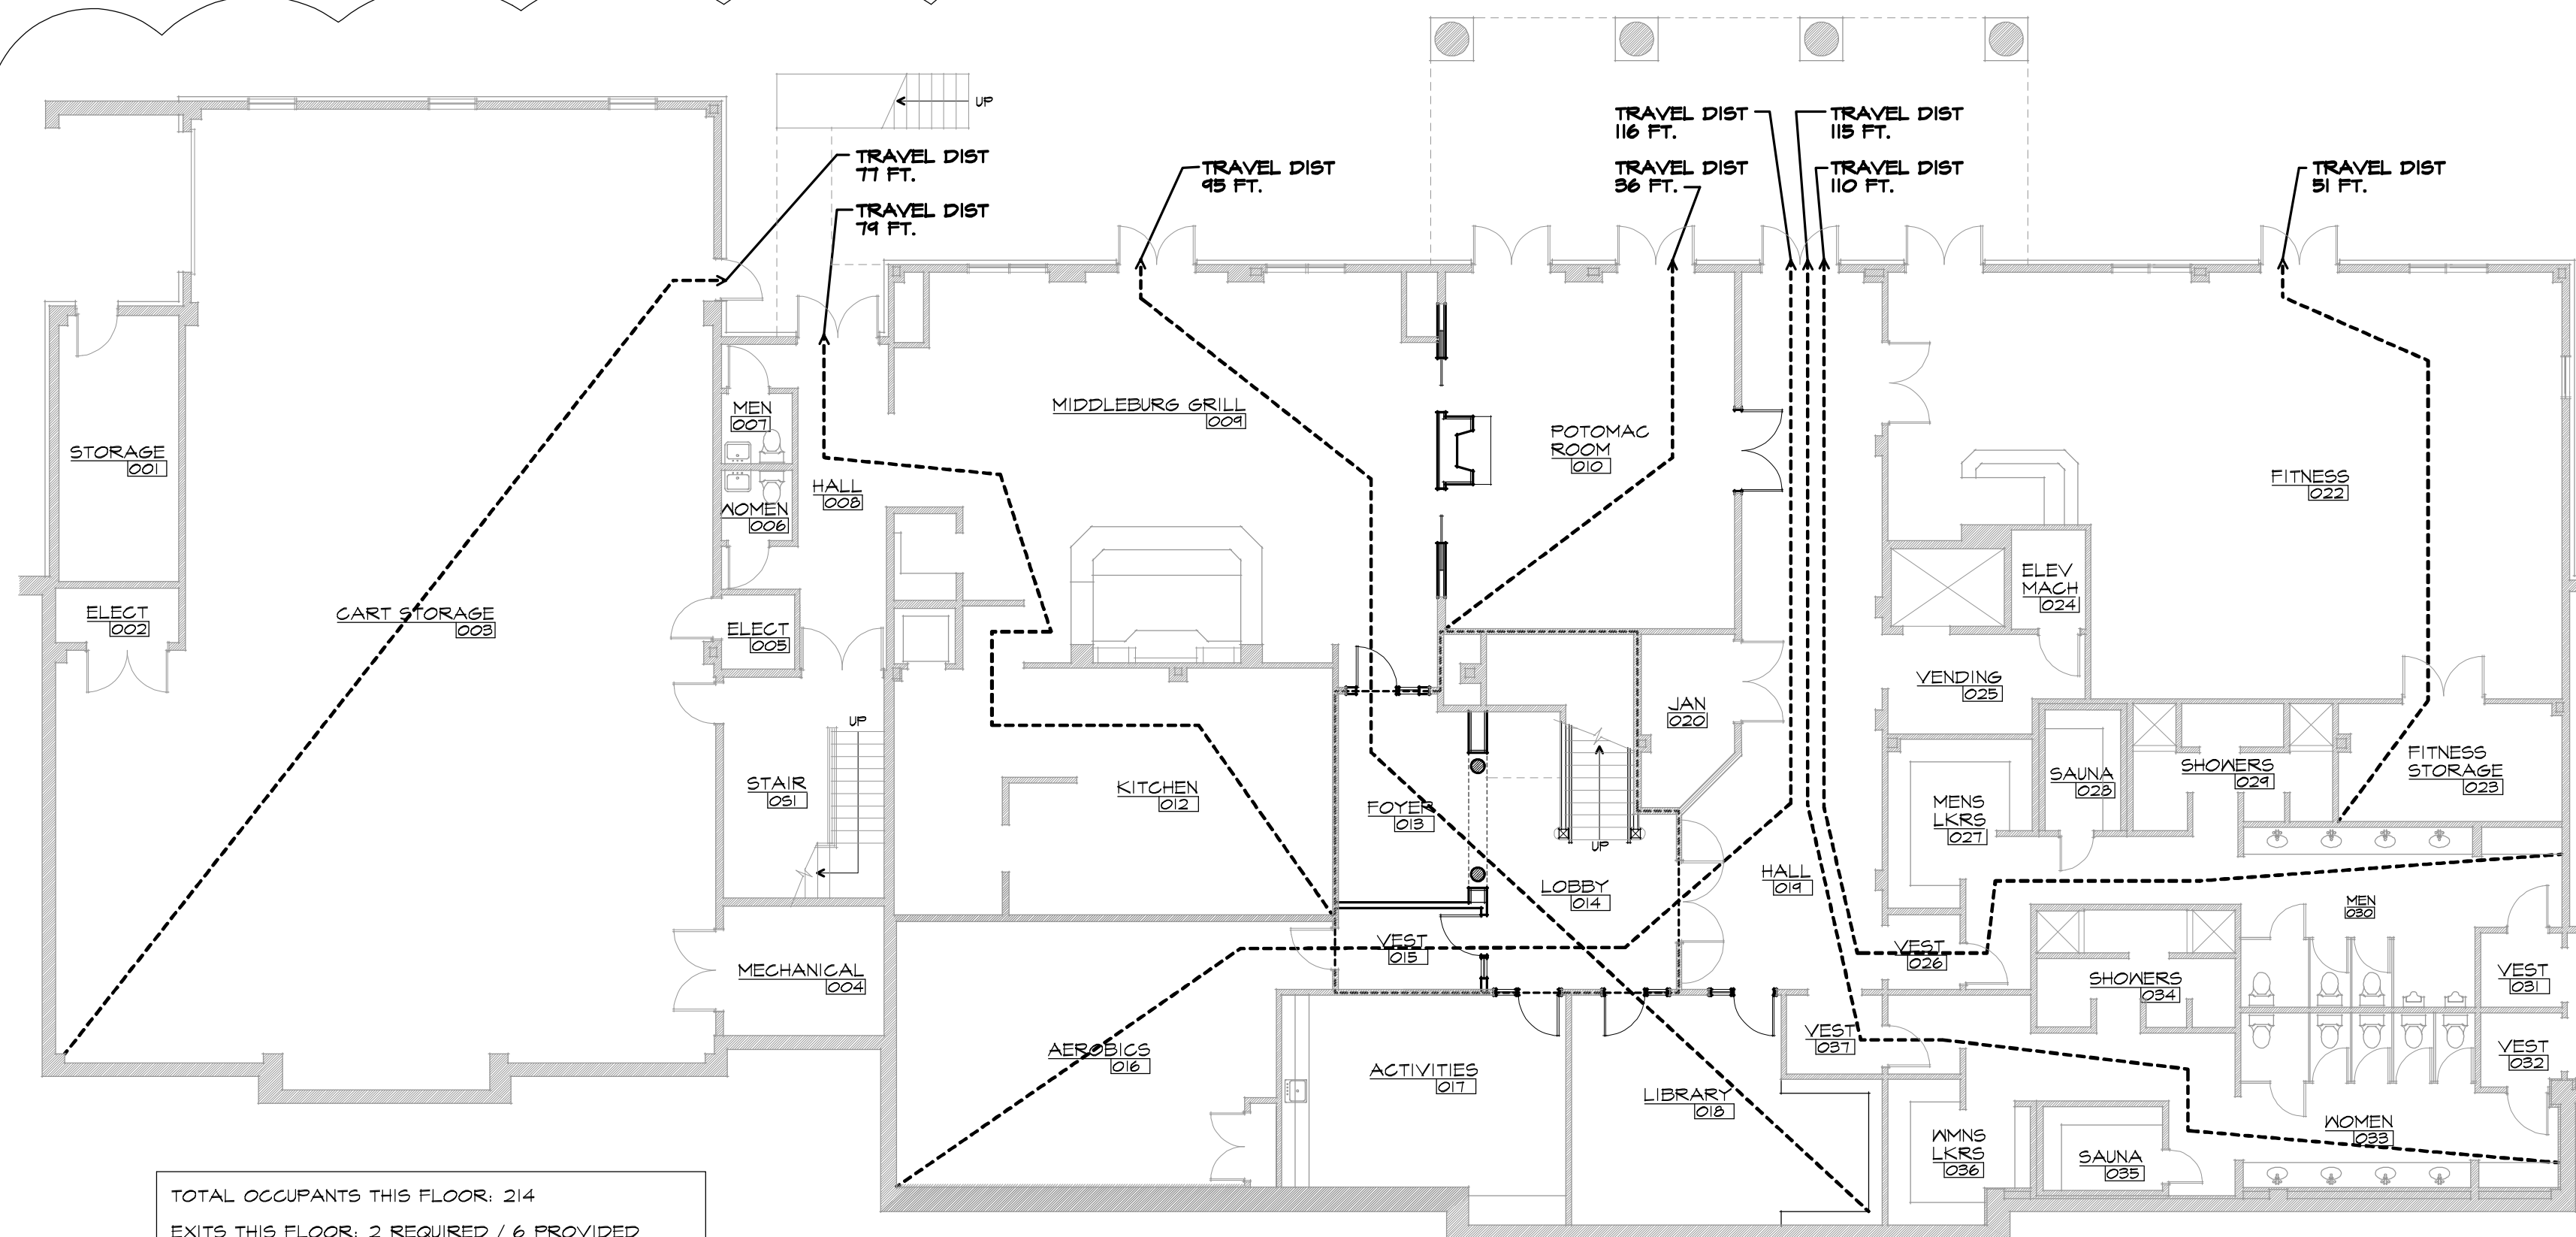 UP
TRAVEL DIST
77 FT.
TRAVEL DIST
79 FT.
TRAVEL DIST
95 FT.
TRAVEL DIST
116 FT.
TRAVEL DIST
36 FT.
TRAVEL DIST
115 FT.
TRAVEL DIST
110 FT.
TRAVEL DIST
51 FT.
STORAGE
001
ELECT
002
CART STORAGE
003
MEN
007
WOMEN
006
HALL
008
ELECT
005
UP
STAIR
0S1
MECHANICAL
004
MIDDLEBURG GRILL
009
POTOMAC
ROOM
010
KITCHEN
012
FOYER
013
LOBBY
014
UP
VEST
015
AEROBICS
016
ACTIVITIES
017
LIBRARY
018
JAN
020
HALL
019
FITNESS
022
ELEV
MACH
024
VENDING
025
MENS
LKRS
027
SAUNA
028
SHOWERS
029
FITNESS
STORAGE
023
VEST
026
MEN
030
SHOWERS
034
VEST
031
VEST
032
VEST
037
WMNS
LKRS
036
SAUNA
035
WOMEN
033
TOTAL OCCUPANTS THIS FLOOR: 214
EXITS THIS FLOOR: 2 REQUIRED / 6 PROVIDED